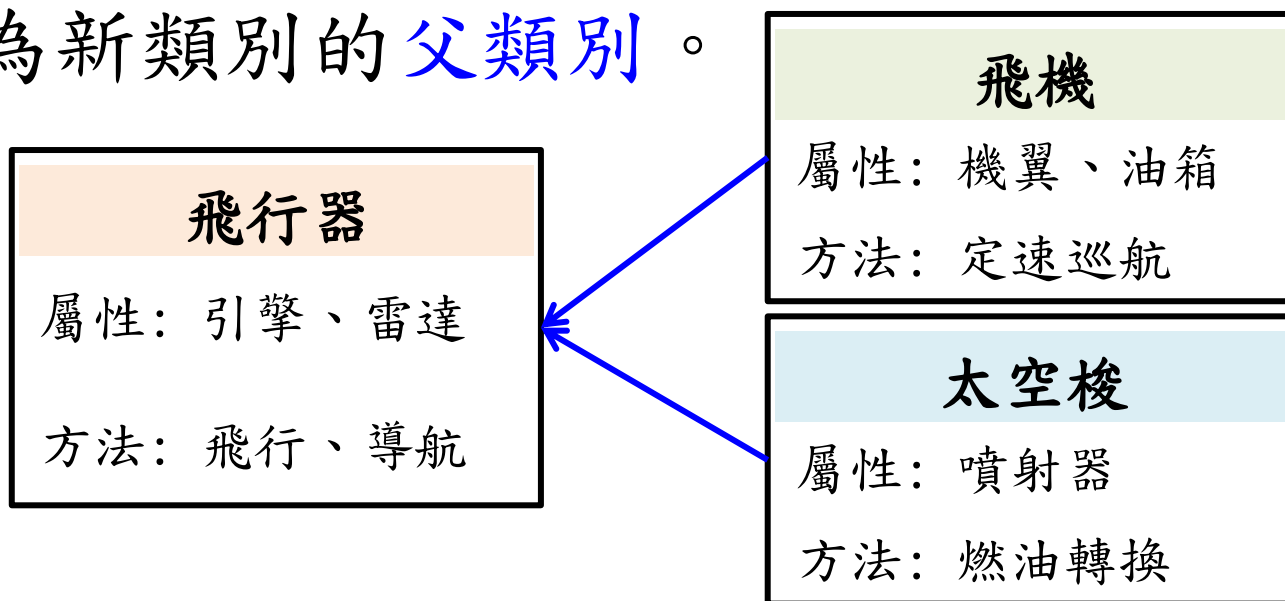 為新類別的父類別。
飛行器
屬性: 引擎、雷達
方法: 飛行、導航
飛機
屬性: 機翼、油箱
方法: 定速巡航
太空梭
屬性: 噴射器
方法: 燃油轉換